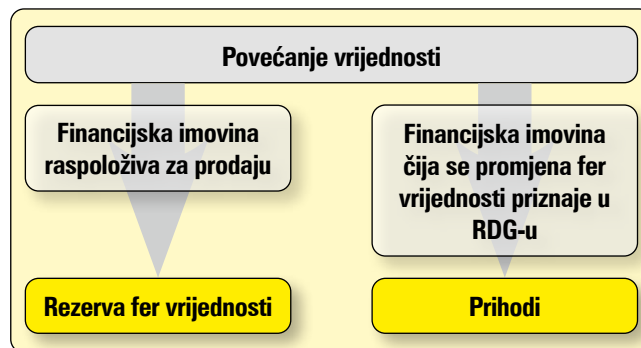 Povećanje vrijednosti
Financijska imovina
raspoloživa za prodaju
Financijska imovina
čija se promjena fer
vrijednosti priznaje u
RDG-u
Rezerva fer vrijednosti
Prihodi